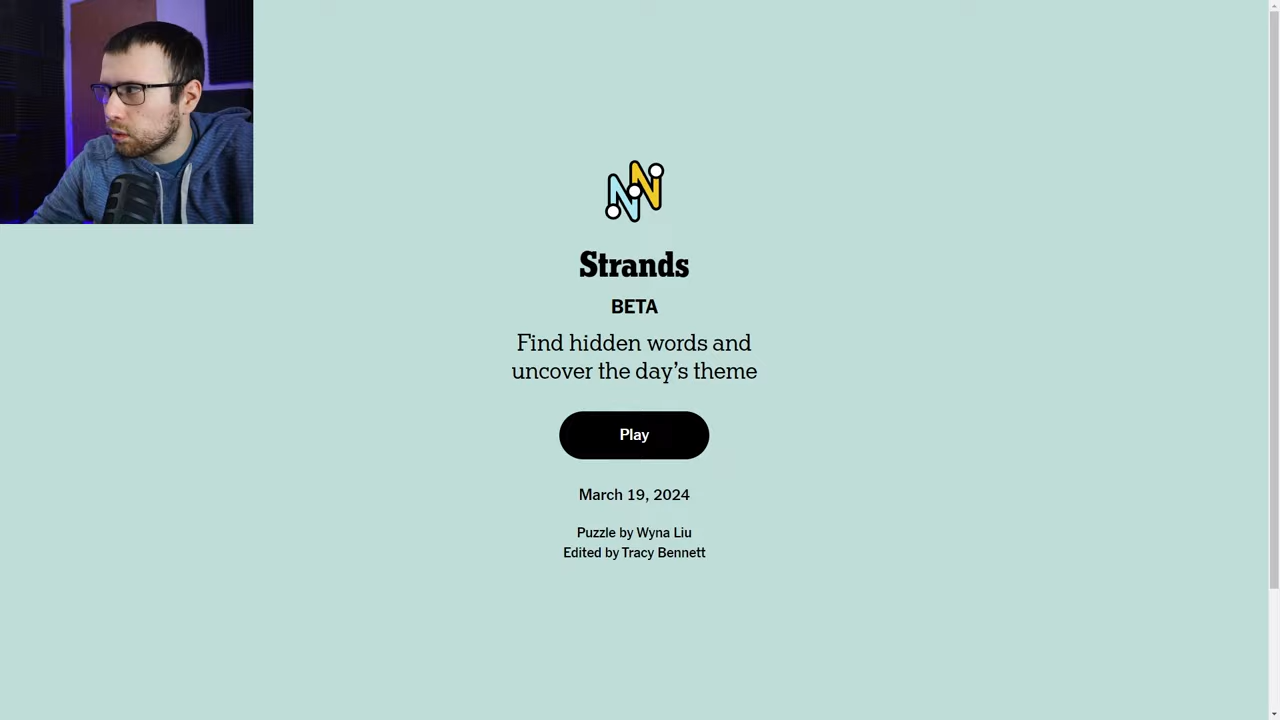 Strands
BETA
Find hidden words and
uncover the day’s theme
Play
March 19, 2024
Puzzle by Wyna Liu
Edited by Tracy Bennett